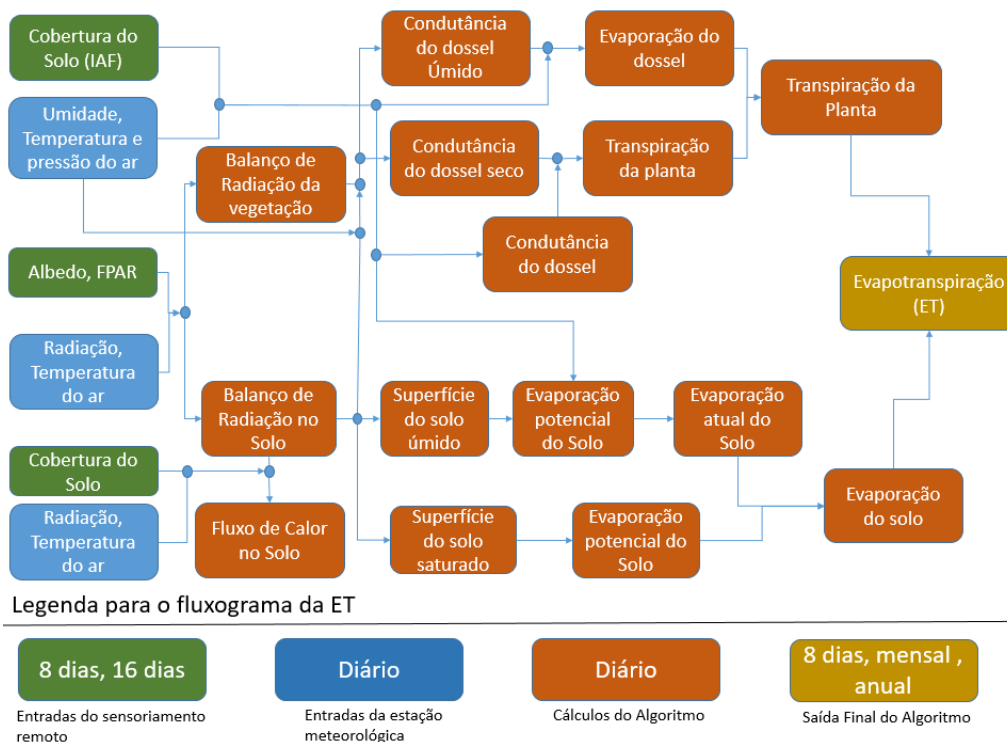 Cobertura do
Solo (IAF)
Umidade,
Temperatura e
pressão do ar
Albedo, FPAR
Radiação,
Temperatura
do ar
Cobertura do
Solo
Radiação,
Temperatura
do ar
Balanço de
Radiação da
vegetação
Balanço de
Radiação no
Solo
Fluxo de Calor
no Solo
Condutância
do dossel
Úmido
Condutância
do dossel seco
Condutância
do dossel
Superfície
do solo
úmido
Superfície
do solo
saturado
Evaporação do
dossel
Transpiração
da planta
Evaporação
potencial
do Solo
Evaporação
potencial do
Solo
Evaporação
atual do
Solo
Transpiração da
Planta
Evapotranspiração
(ET)
Evaporação
do solo
Legenda para o fluxograma da ET
8 dias, 16 dias
Entradas do sensoriamento
remoto
Diário
Entradas da estação
meteorológica
Diário
Cálculos do Algoritmo
8 dias, mensal ,
anual
Saída Final do Algoritmo